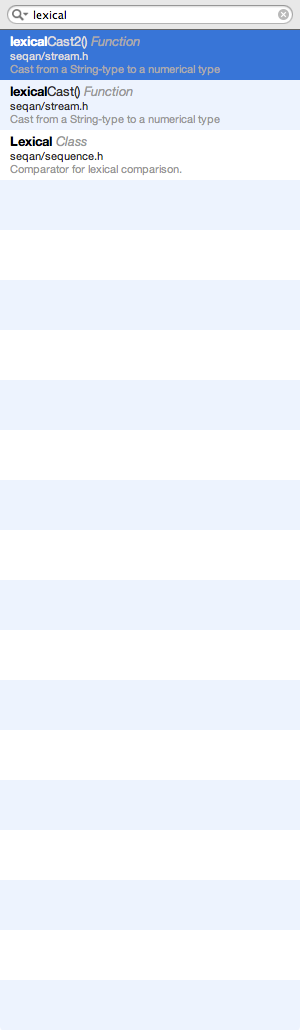 lexical
lexicalCast2() Function
seqan/stream.h
Cast from a String-type to a numerical type
lexicalCast() Function
seqan/stream.h
Cast from a String-type to a numerical type
Lexical Class
seqan/sequence.h
Comparator for lexical comparison.